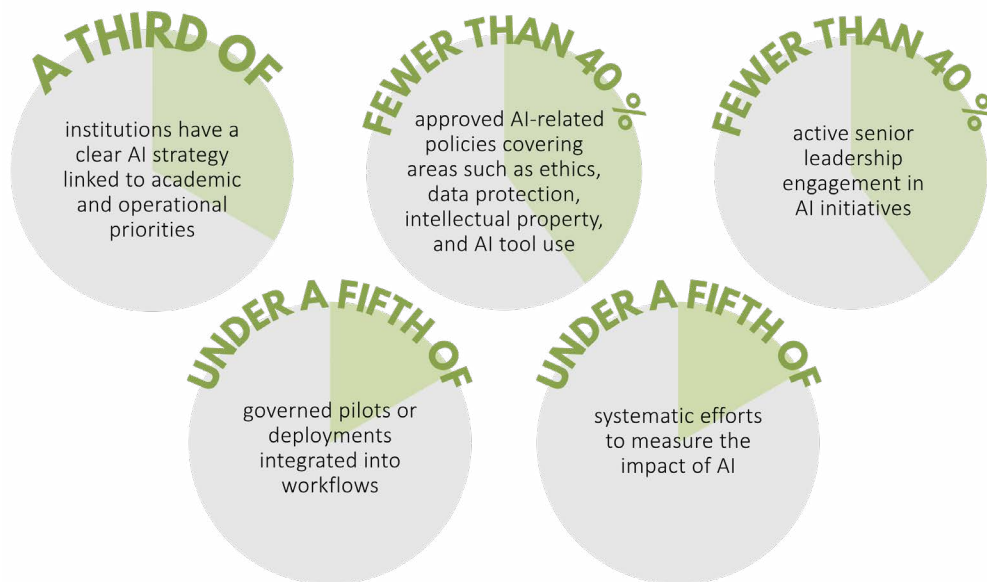 A THIRD OF
institutions have a
clear AI strategy
linked to academic
and operational
priorities
FEWER THAN 40 %
approved AI-related
policies covering
areas such as ethics,
data protection,
intellectual property,
and AI tool use
FEWER THAN 40 %
active senior
leadership
engagement in
AI initiatives
UNDER A FIFTH OF
governed pilots or
deployments
integrated into
workflows
UNDER A FIFTH OF
systematic efforts
to measure the
impact of AI